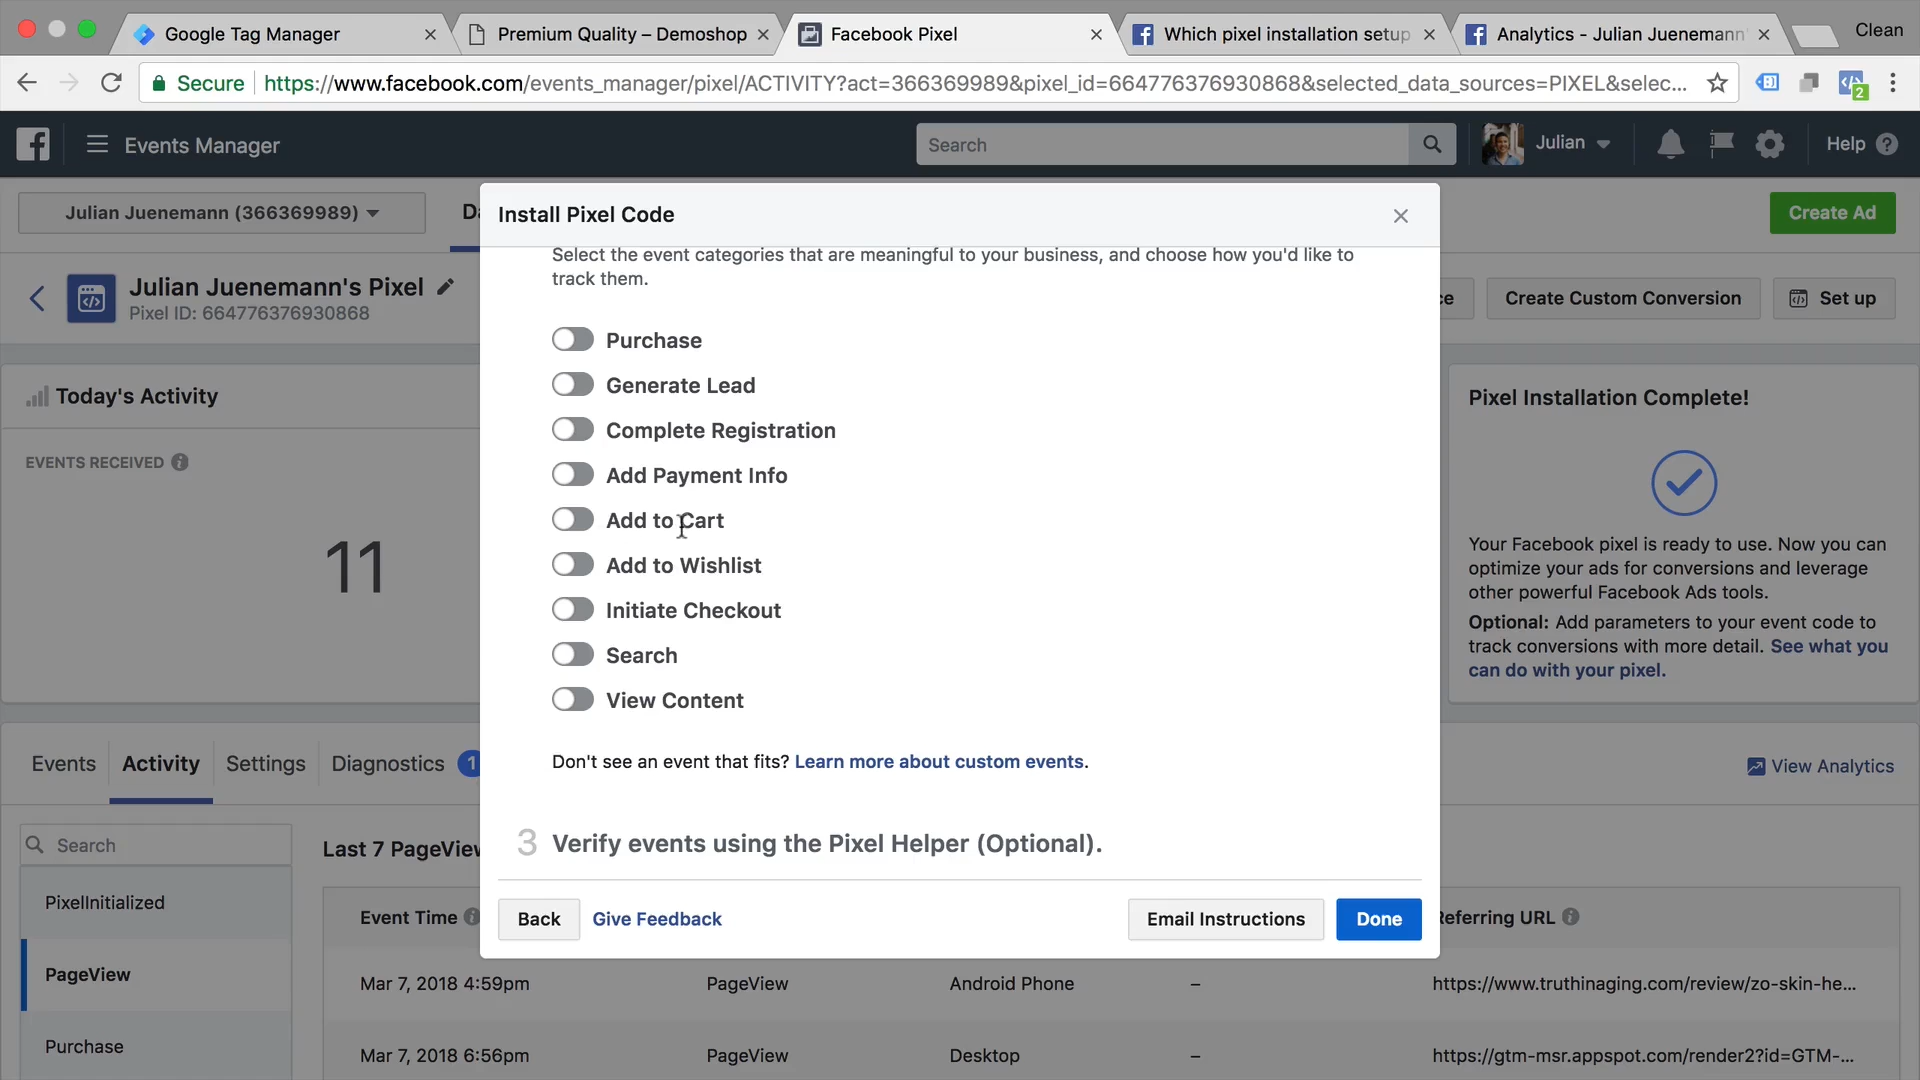 Google Tag Manager
Premium Quality – Demoshop
Facebook Pixel
Which pixel installation setup
Analytics - Julian Juenemann'
Clean
Secure
https://www.facebook.com/events_manager/pixel/ACTIVITY?act=366369989&pixel_id=664776376930868&selected_data_sources=PIXEL&selec...
2
Events Manager
Search
Julian
Help
Julian Juenemann (366369989)
Create Ad
Julian Juenemann's Pixel
Pixel ID: 664776376930868
Create Custom Conversion
Set up
Install Pixel Code
Select the event categories that are meaningful to your business, and choose how you'd like to
track them.
Purchase
Generate Lead
Complete Registration
Add Payment Info
Add to Cart
Add to Wishlist
Initiate Checkout
Search
View Content
Don't see an event that fits? Learn more about custom events.
3 Verify events using the Pixel Helper (Optional).
Back
Give Feedback
Email Instructions
Done
Today's Activity
EVENTS RECEIVED
11
Pixel Installation Complete!
Your Facebook pixel is ready to use. Now you can
optimize your ads for conversions and leverage
other powerful Facebook Ads tools.
Optional: Add parameters to your event code to
track conversions with more detail. See what you
can do with your pixel.
Events
Activity
Settings
Diagnostics
1
View Analytics
Search
PixelInitialized
PageView
Purchase
Last 7 PageView
Event Time
Referring URL
Mar 7, 2018 4:59pm
PageView
Android Phone
–
https://www.truthinaging.com/review/zo-skin-he...
Mar 7, 2018 6:56pm
PageView
Desktop
–
https://gtm-msr.appspot.com/render2?id=GTM-...